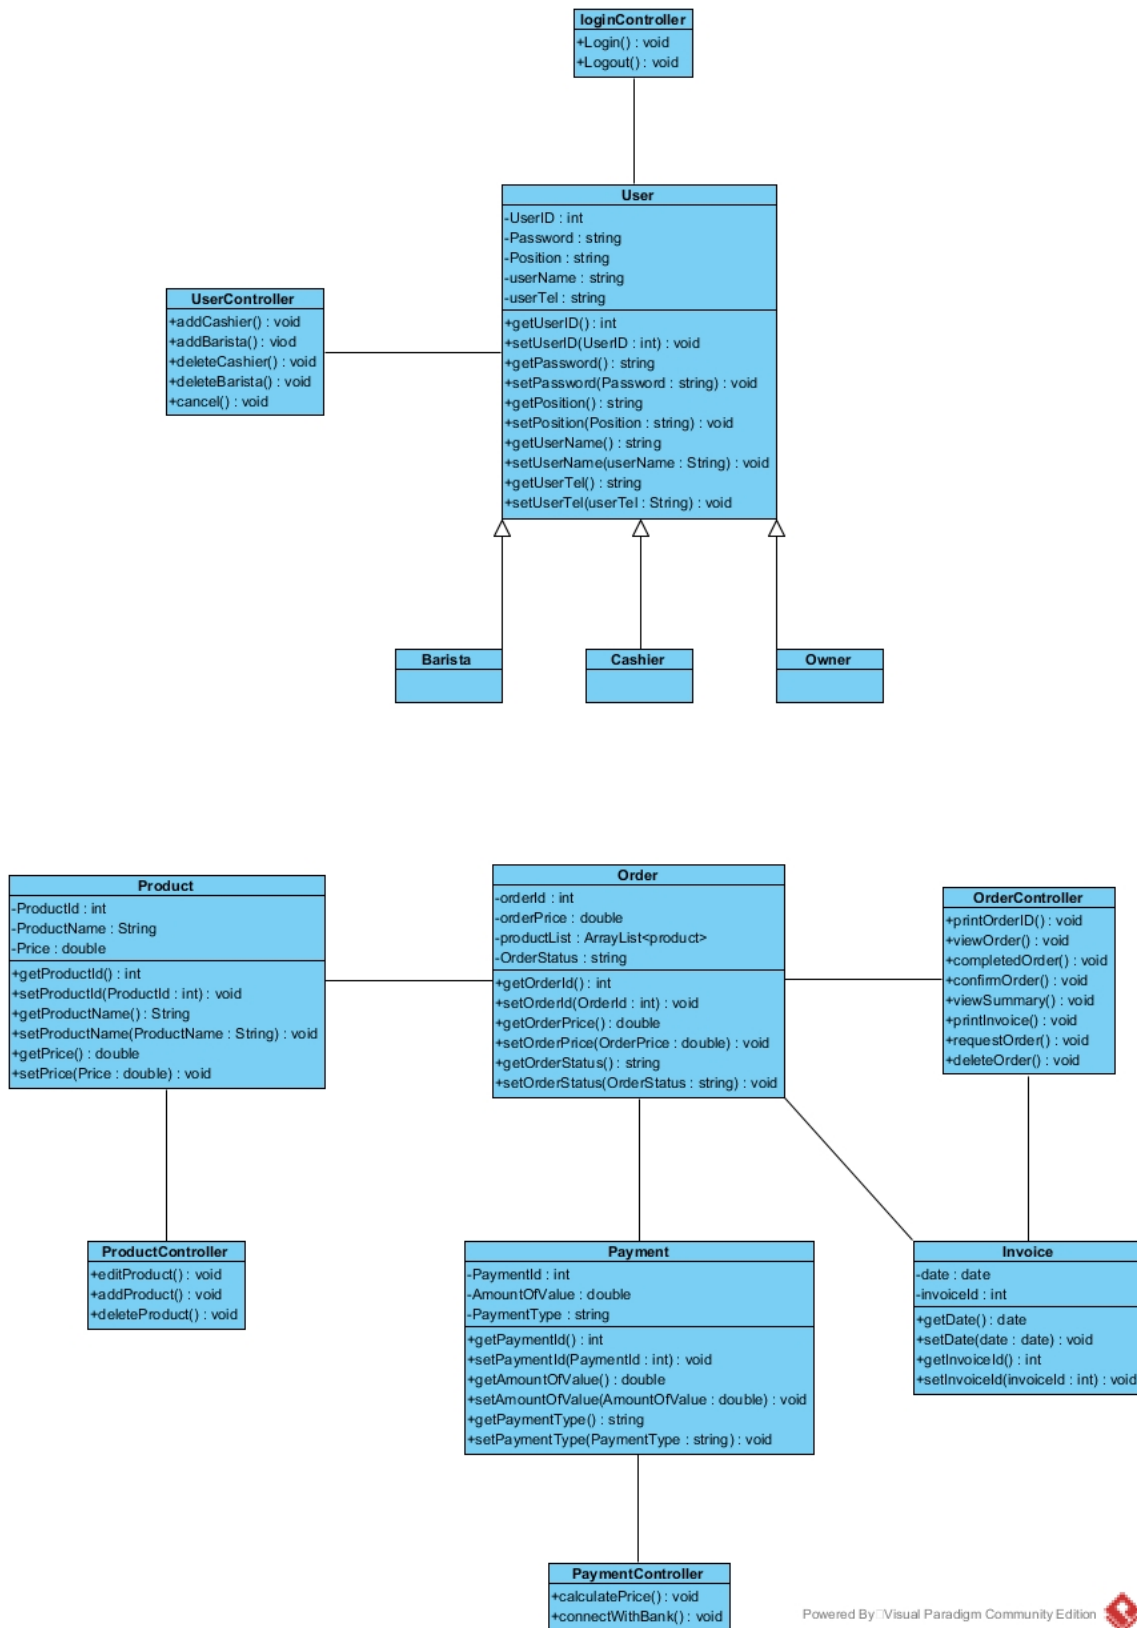 loginController
+Login() : void
+Logout() : void
User
-UserID : int
-Password : string
-Position : string
-userName : string
-userTel : string
+getUserID() : int
+setUserID(UserID : int) : void
+getPassword() : string
+setPassword(Password : string) : void
+getPosition() : string
+setPosition(Position : string) : void
+getUserName() : string
+setUserName(userName : String) : void
+getUserTel() : string
+setUserTel(userTel : String) : void
UserController
+addCashier() : void
+addBarista() : viod
+deleteCashier() : void
+deleteBarista() : void
+cancel() : void
Barista
Cashier
Owner
Product
-ProductId : int
-ProductName : String
-Price : double
+getProductId() : int
+setProductId(ProductId : int) : void
+getProductName() : String
+setProductName(ProductName : String) : void
+getPrice() : double
+setPrice(Price : double) : void
Order
-orderId : int
-orderPrice : double
-productList : ArrayList<product>
-OrderStatus : string
+getOrderId() : int
+setOrderId(OrderId : int) : void
+getOrderPrice() : double
+setOrderPrice(OrderPrice : double) : void
+getOrderStatus() : string
+setOrderStatus(OrderStatus : string) : void
OrderController
+printOrderID() : void
+viewOrder() : void
+completedOrder() : void
+confirmOrder() : void
+viewSummary() : void
+printInvoice() : void
+requestOrder() : void
+deleteOrder() : void
ProductController
+editProduct() : void
+addProduct() : void
+deleteProduct() : void
Payment
-PaymentId : int
-AmountOfValue : double
-PaymentType : string
+getPaymentId() : int
+setPaymentId(PaymentId : int) : void
+getAmountOfValue() : double
+setAmountOfValue(AmountOfValue : double) : void
+getPaymentType() : string
+setPaymentType(PaymentType : string) : void
Invoice
-date : date
-invoiceId : int
+getDate() : date
+setDate(date : date) : void
+getInvoiceId() : int
+setInvoiceId(invoiceId : int) : void
PaymentController
+calculatePrice() : void
+connectWithBank() : void
Powered By Visual Paradigm Community Edition